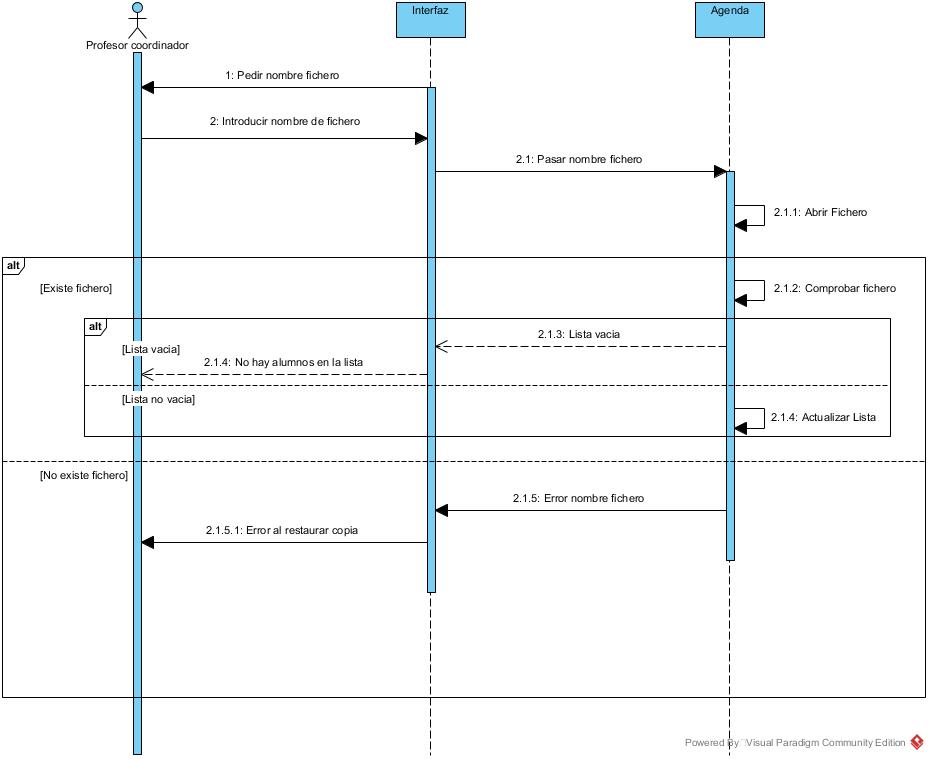 Interfaz
Agenda
Profesor coordinador
1: Pedir nombre fichero
2: Introducir nombre de fichero
2.1: Pasar nombre fichero
2.1.1: Abrir Fichero
alt
[Existe fichero]
2.1.2: Comprobar fichero
alt
2.1.3: Lista vacia
[Lista vacia]
2.1.4: No hay alumnos en la lista
[Lista no vacia]
2.1.4: Actualizar Lista
[No existe fichero]
2.1.5: Error nombre fichero
2.1.5.1: Error al restaurar copia
Powered By Visual Paradigm Community Edition